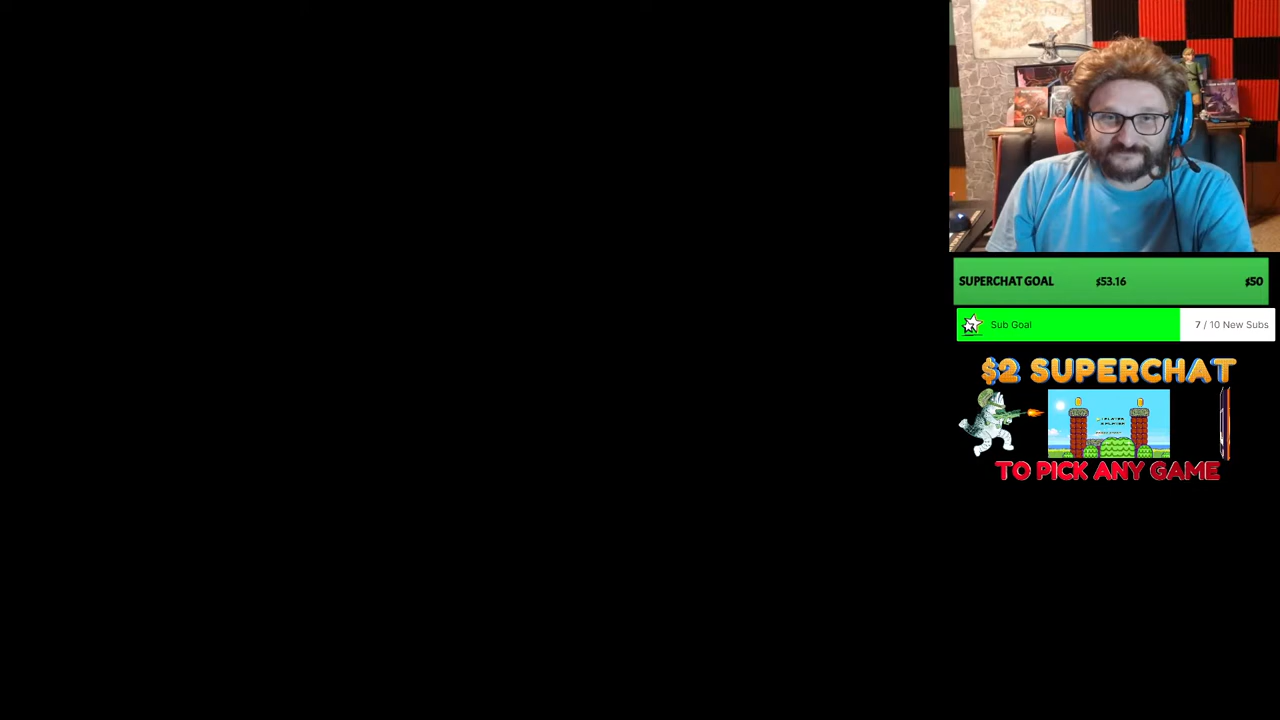 SUPERCHAT GOAL $53.16 $50
Sub Goal 7 / 10 New Subs
$2 SUPERCHAT
TO PICK ANY GAME